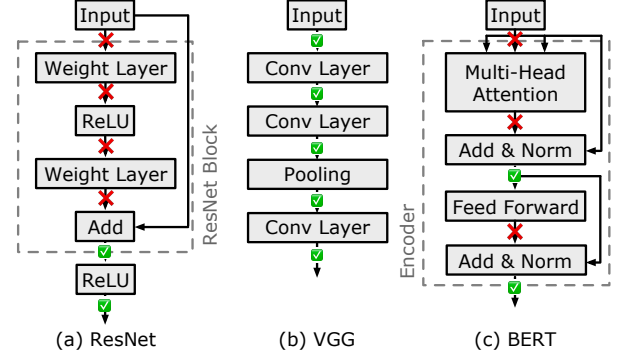 Input
Weight Layer
ReLU
Weight Layer
Add
ReLU
ResNet Block
(a) ResNet
Input
Conv Layer
Conv Layer
Pooling
Conv Layer
(b) VGG
Input
Multi-Head
Attention
Add & Norm
Feed Forward
Add & Norm
Encoder
(c) BERT